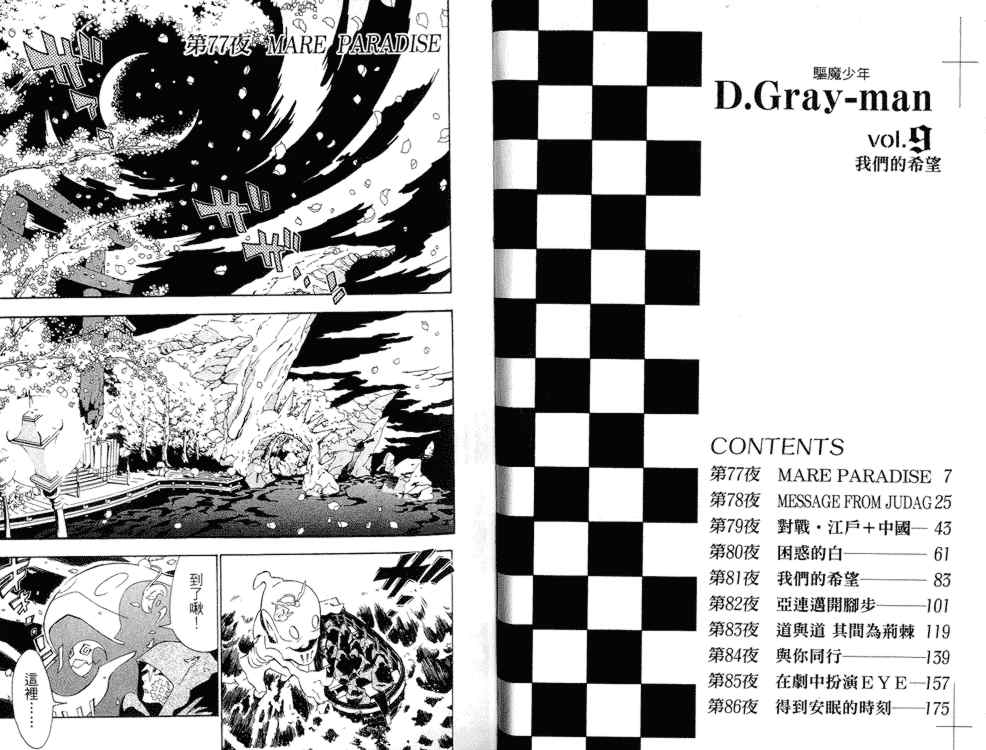 驅魔少年
D.Gray-man
vol.9
我們的希望
CONTENTS
第77夜 MARE PARADISE 7
第78夜 MESSAGE FROM JUDAG 25
第79夜 對戰・江戶＋中國 43
第80夜 困惑的白 61
第81夜 我們的希望 83
第82夜 亞連邁開腳步 101
第83夜 道與道 其間為荊棘 119
第84夜 與你同行 139
第85夜 在劇中扮演EYE 157
第86夜 得到安眠的時刻 175
第77夜 MARE PARADISE
ギ
ギ
ギ
到了啾！
這裡……